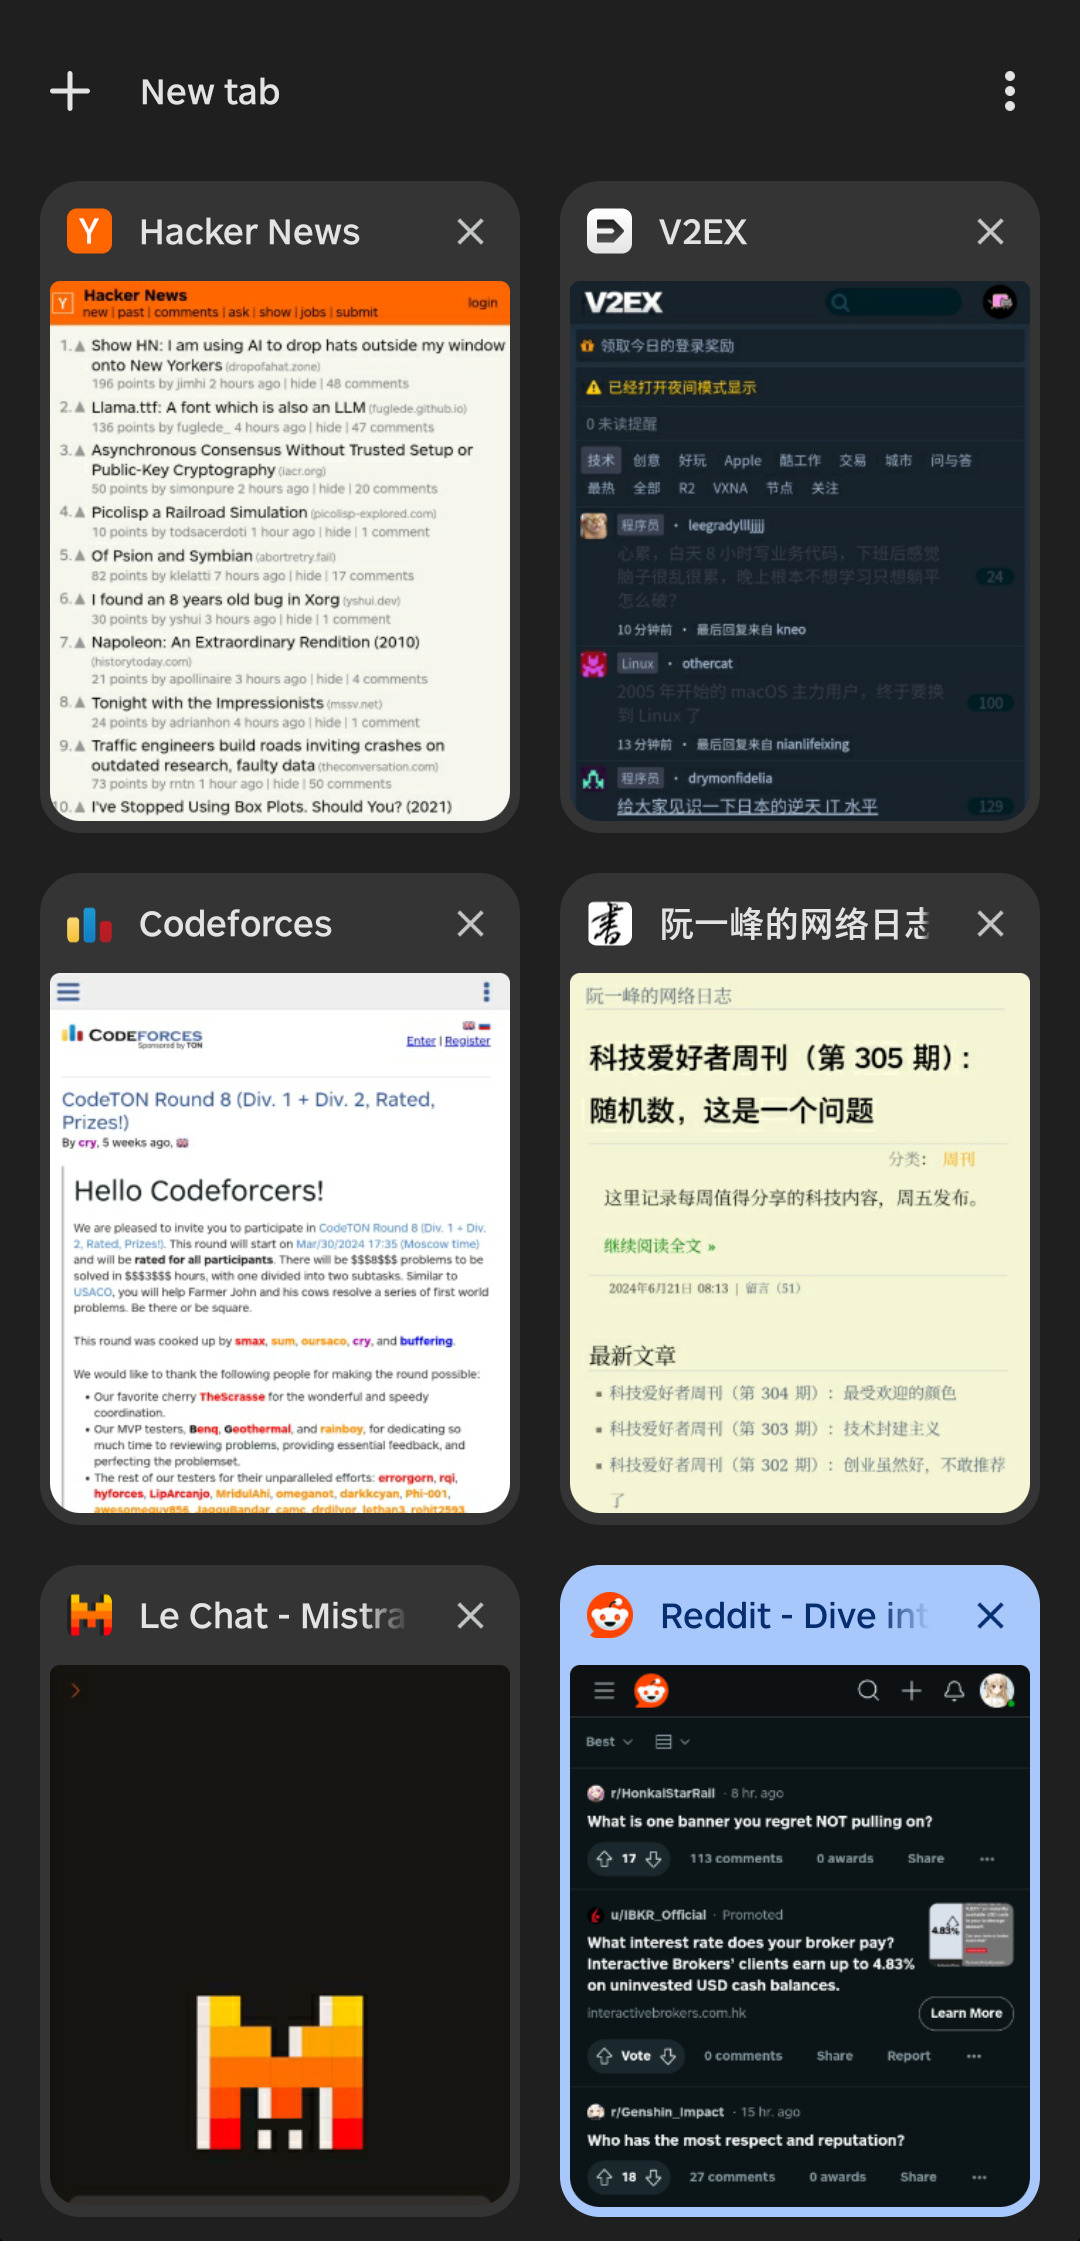 New tab
Hacker News
Y
Hacker News
new | past | comments | ask | show | jobs | submit
login
1. Show HN: I am using AI to drop hats outside my window
onto New Yorkers (dropofahat.zone)
196 points by jimhi 2 hours ago | hide | 48 comments
2. Llama.ttf: A font which is also an LLM (fuglede.github.io)
136 points by fuglede_ 4 hours ago | hide | 47 comments
3. Asynchronous Consensus Without Trusted Setup or
Public-Key Cryptography (iacr.org)
50 points by simonpure 2 hours ago | hide | 20 comments
4. Picolisp a Railroad Simulation (picolisp-explored.com)
10 points by todsacerdoti 1 hour ago | hide | 1 comment
5. Of Psion and Symbian (abortretry.fail)
82 points by klelatti 7 hours ago | hide | 17 comments
6. I found an 8 years old bug in Xorg (yshui.dev)
30 points by yshui 3 hours ago | hide | 1 comment
7. Napoleon: An Extraordinary Rendition (2010)
(historytoday.com)
21 points by apollinaire 3 hours ago | hide | 4 comments
8. Tonight with the Impressionists (mssv.net)
24 points by adrianhon 4 hours ago | hide | 1 comment
9. Traffic engineers build roads inviting crashes on
outdated research, faulty data (theconversation.com)
73 points by rntn 1 hour ago | hide | 50 comments
10. I've Stopped Using Box Plots. Should You? (2021)
V2EX
V2EX
领取今日的登录奖励
已经打开夜间模式显示
0 未读提醒
技术 创意 好玩 Apple 酷工作 交易 城市 问与答
最热 全部 R2 VXNA 节点 关注
程序员 · leegradyllljjjj
心累，白天 8 小时写业务代码，下班后感觉
脑子很乱很累，晚上根本不想学习只想躺平
怎么破？
24
10 分钟前 · 最后回复来自 kneo
Linux · othercat
2005 年开始的 macOS 主力用户，终于要换
到 Linux 了
100
13 分钟前 · 最后回复来自 nianlifeixing
程序员 · drymonfidelia
给大家见识一下日本的逆天 IT 水平
129
Codeforces
CODEFORCES
Sponsored by TON
Enter | Register
CodeTON Round 8 (Div. 1 + Div. 2, Rated,
Prizes!)
By cry, 5 weeks ago,
Hello Codeforcers!
We are pleased to invite you to participate in CodeTON Round 8 (Div. 1 + Div.
2, Rated, Prizes!). This round will start on Mar/30/2024 17:35 (Moscow time)
and will be rated for all participants. There will be $$$8$$$ problems to be
solved in $$$3$$$ hours, with one divided into two subtasks. Similar to
USACO, you will help Farmer John and his cows resolve a series of first world
problems. Be there or be square.
This round was cooked up by smax, sum, oursaco, cry, and buffering.
We would like to thank the following people for making the round possible:
• Our favorite cherry TheScrasse for the wonderful and speedy
coordination.
• Our MVP testers, Benq, Geothermal, and rainboy, for dedicating so
much time to reviewing problems, providing essential feedback, and
perfecting the problemset.
• The rest of our testers for their unparalleled efforts: errorgorn, rqi,
hyforces, LipArcanjo, MridulAhi, omeganot, darkkcyan, Phi-001,
awesomeguy856, JagguBandar, camc, drdilyor, lethan3, rohit2593,
書
阮一峰的网络日志
阮一峰的网络日志
科技爱好者周刊（第 305 期）：
随机数，这是一个问题
分类： 周刊
这里记录每周值得分享的科技内容，周五发布。
继续阅读全文 »
2024年6月21日 08:13 | 留言（51）
最新文章
科技爱好者周刊（第 304 期）：最受欢迎的颜色
科技爱好者周刊（第 303 期）：技术封建主义
科技爱好者周刊（第 302 期）：创业虽然好，不敢推荐
了
Le Chat - Mistra
Reddit - Dive int
Best
r/HonkaiStarRail · 8 hr. ago
What is one banner you regret NOT pulling on?
17 113 comments 0 awards Share
u/IBKR_Official · Promoted
What interest rate does your broker pay?
Interactive Brokers' clients earn up to 4.83%
on uninvested USD cash balances.
4.83%
interactivebrokers.com.hk
Learn More
Vote 0 comments Share Report
r/Genshin_Impact · 15 hr. ago
Who has the most respect and reputation?
18 27 comments 0 awards Share